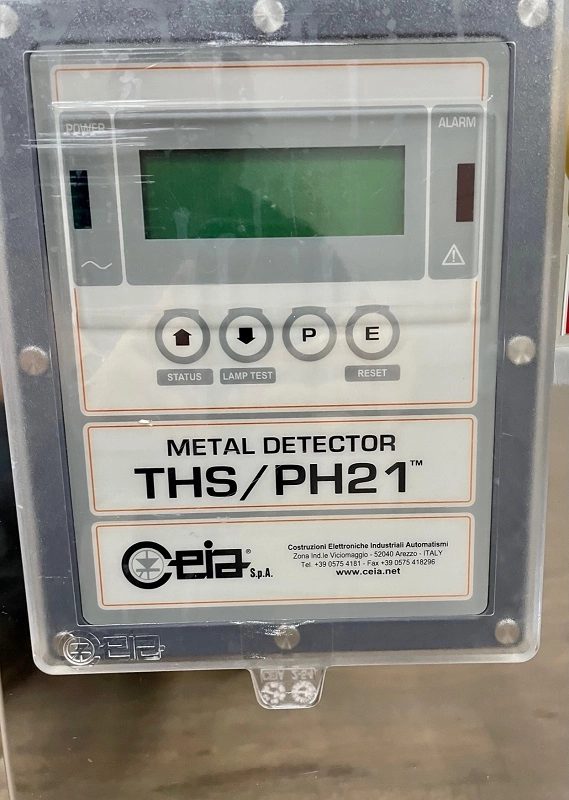 POWER
ALARM
P
E
STATUS
LAMP TEST
RESET
METAL DETECTOR
THS/PH21™
Ceia® S.p.A.
Costruzioni Elettroniche Industriali Automatismi
Zona Ind.le Viciomaggio - 52040 Arezzo - ITALY
Tel. +39 0575 4181 - Fax +39 0575 418296
www.ceia.net
Ceia